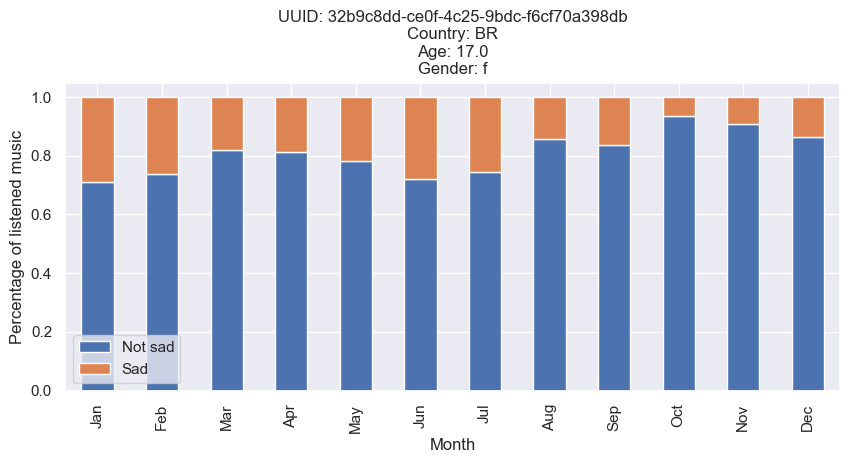 UUID: 32b9c8dd-ce0f-4c25-9bdc-f6cf70a398db
Country: BR
Age: 17.0
Gender: f
Percentage of listened music
1.0
0.8
0.6
0.4
0.2
0.0
Not sad
Sad
Jan
Feb
Mar
Apr
May
Jun
Jul
Aug
Sep
Oct
Nov
Dec
Month